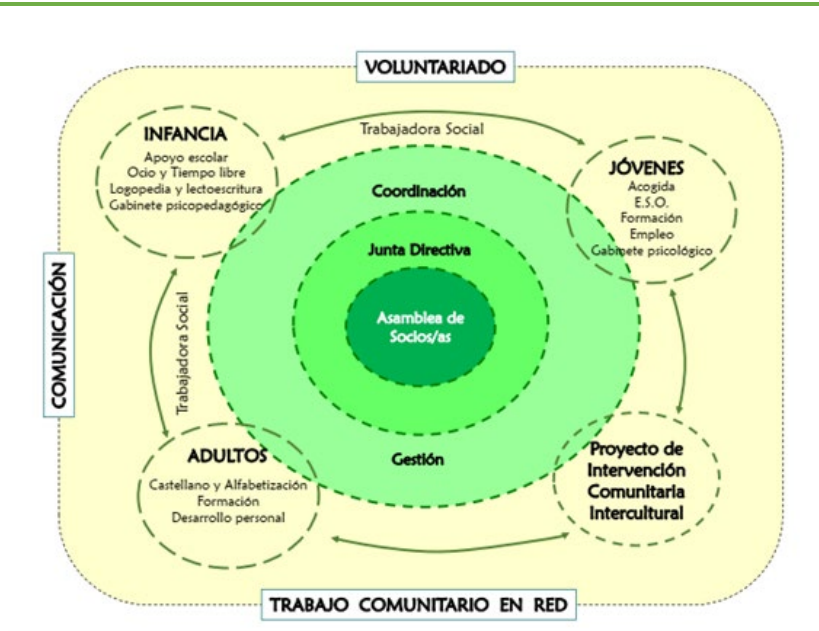 VOLUNTARIADO
INFANCIA
Apoyo escolar
Ocio y Tiempo libre
Logopedia y lectoescritura
Gabinete psicopedagógico
Trabajadora Social
JÓVENES
Acogida
E.S.O.
Formación
Empleo
Gabinete psicológico
Coordinación
Junta Directiva
Asamblea de
Socios/as
Gestión
COMUNICACIÓN
Trabajadora Social
ADULTOS
Castellano y Alfabetización
Formación
Desarrollo personal
Proyecto de
Intervención
Comunitaria
Intercultural
TRABAJO COMUNITARIO EN RED